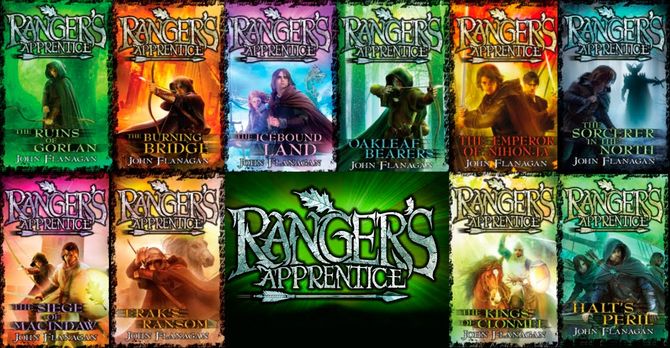 RANGER'S
APPRENTICE
THE RUINS
OF
GORLAN
JOHN FLANAGAN
RANGER'S
APPRENTICE
THE BURNING
BRIDGE
JOHN FLANAGAN
RANGER'S
APPRENTICE
THE ICEBOUND
LAND
JOHN FLANAGAN
RANGER'S
APPRENTICE
OAKLEAF
BEARERS
JOHN FLANAGAN
RANGER'S
APPRENTICE
THE EMPEROR
OF NIHON-JA
JOHN FLANAGAN
RANGER'S
APPRENTICE
THE SORCERER
IN THE
NORTH
JOHN FLANAGAN
RANGER'S
APPRENTICE
THE SIEGE
OF
MACINDAW
JOHN FLANAGAN
RANGER'S
APPRENTICE
ERAK'S
RANSOM
JOHN FLANAGAN
RANGER'S
APPRENTICE
RANGER'S
APPRENTICE
THE KINGS
OF
CLONMEL
JOHN FLANAGAN
RANGER'S
APPRENTICE
HALT'S
PERIL
JOHN FLANAGAN